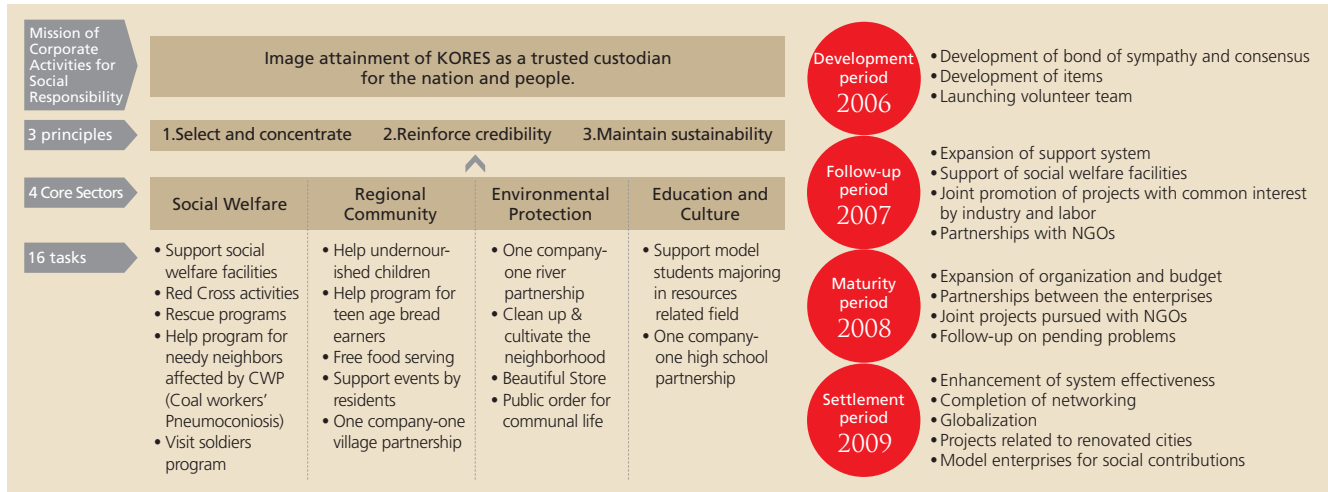 Mission of
Corporate
Activities for
Social
Responsibility
Image attainment of KORES as a trusted custodian
for the nation and people.
3 principles
1.Select and concentrate 2.Reinforce credibility 3.Maintain sustainability
4 Core Sectors
Social Welfare
Regional
Community
Environmental
Protection
Education and
Culture
16 tasks
• Support social
welfare facilities
• Red Cross activities
• Rescue programs
• Help program for
needy neighbors
affected by CWP
(Coal workers'
Pneumoconiosis)
• Visit soldiers
program
• Help undernour-
ished children
• Help program for
teen age bread
earners
• Free food serving
• Support events by
residents
• One company-one
village partnership
• One company-
one river
partnership
• Clean up &
cultivate the
neighborhood
• Beautiful Store
• Public order for
communal life
• Support model
students majoring
in resources
related field
• One company-
one high school
partnership
Development
period
2006
• Development of bond of sympathy and consensus
• Development of items
• Launching volunteer team
Follow-up
period
2007
• Expansion of support system
• Support of social welfare facilities
• Joint promotion of projects with common interest
by industry and labor
• Partnerships with NGOs
Maturity
period
2008
• Expansion of organization and budget
• Partnerships between the enterprises
• Joint projects pursued with NGOs
• Follow-up on pending problems
Settlement
period
2009
• Enhancement of system effectiveness
• Completion of networking
• Globalization
• Projects related to renovated cities
• Model enterprises for social contributions